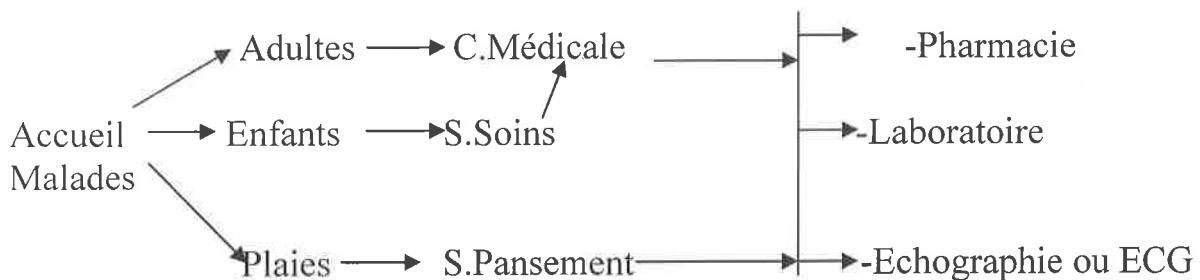 Adultes C.Médicale -Pharmacie
Accueil Enfants S.Soins -Laboratoire
Malades
Plaies S.Pansement -Echographie ou ECG